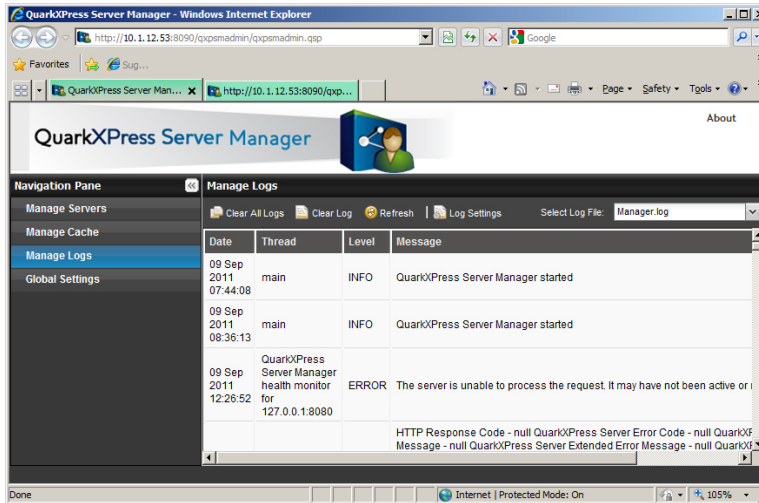 QuarkXPress Server Manager - Windows Internet Explorer
http://10.1.12.53:8090/qxpsmadmin/qxpsmadmin.qsp
Google
Favorites
Sug...
QuarkXPress Server Man...
http://10.1.12.53:8090/qxp...
Page
Safety
Tools
About
QuarkXPress Server Manager
Navigation Pane
Manage Logs
Manage Servers
Manage Cache
Manage Logs
Global Settings
Clear All Logs
Clear Log
Refresh
Log Settings
Select Log File:
Manager.log
Date
Thread
Level
Message
09 Sep
2011
07:44:08
main
INFO
QuarkXPress Server Manager started
09 Sep
2011
08:36:13
main
INFO
QuarkXPress Server Manager started
09 Sep
2011
12:26:52
QuarkXPress
Server Manager
health monitor
for
127.0.0.1:8080
ERROR
The server is unable to process the request. It may have not been active or
HTTP Response Code - null QuarkXPress Server Error Code - null
Message - null QuarkXPress Server Extended Error Message - null
Done
Internet | Protected Mode: On
105%